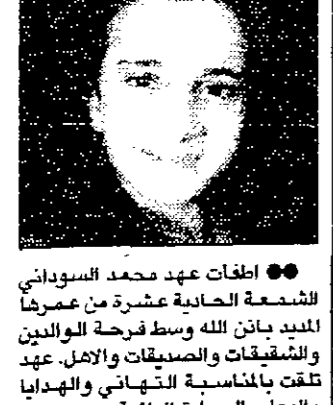 ●● اطفأت عهد محمد السوداني
الشمعة الحادية عشرة من عمرها
المديد باذن الله وسط فرحة الوالدين
والشقيقات والصديقات والاهل. عهد
تلقت بالمناسبة التهاني والهدايا